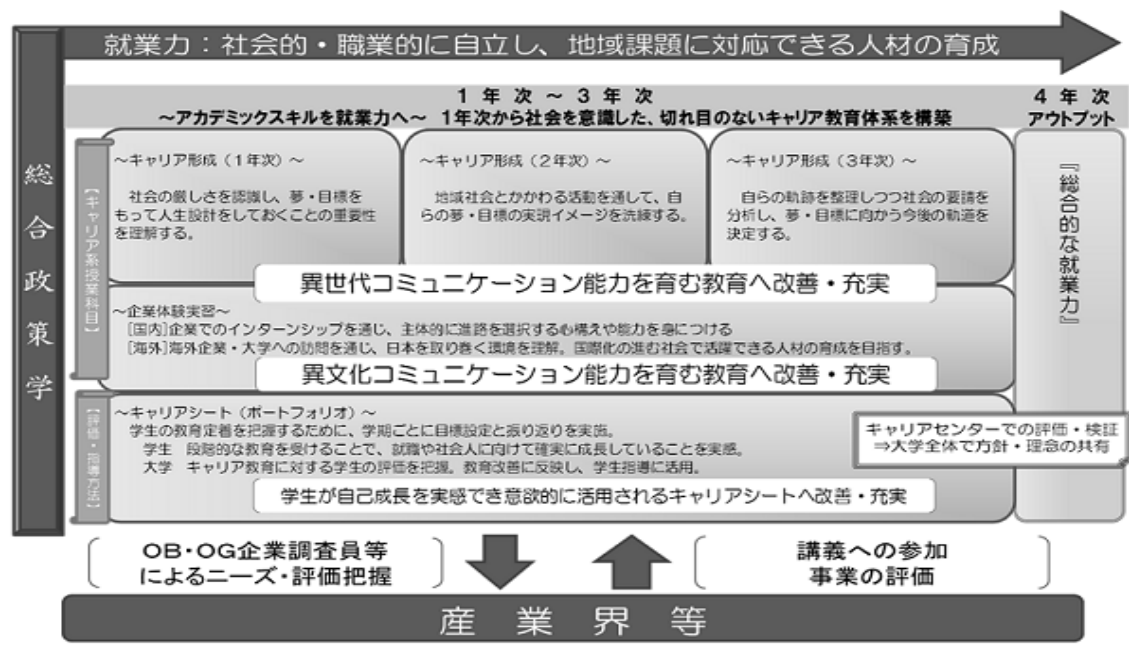 就業力：社会的・職業的に自立し、地域課題に対応できる人材の育成
総合政策学
1年次～3年次
～アカデミックスキルを就業力へ～ 1年次から社会を意識した、切れ目のないキャリア教育体系を構築
4年次
アウトプット
【キャリア系授業科目】
～キャリア形成（1年次）～
社会の厳しさを認識し、夢・目標を
もって人生設計をしておくことの重要性
を理解する。
～キャリア形成（2年次）～
地域社会とかかわる活動を通して、自
らの夢・目標の実現イメージを洗練する。
～キャリア形成（3年次）～
自らの軌跡を整理しつつ社会の要請を
分析し、夢・目標に向かう今後の軌道を
決定する。
異世代コミュニケーション能力を育む教育へ改善・充実
～企業体験実習～
[国内]企業でのインターンシップを通じ、主体的に進路を選択する心構えや能力を身につける
[海外]海外企業・大学への訪問を通じ、日本を取り巻く環境を理解。国際化の進む社会で活躍できる人材の育成を目指す。
異文化コミュニケーション能力を育む教育へ改善・充実
【評価・指導方法】
～キャリアシート（ポートフォリオ）～
学生の教育定着を把握するために、学期ごとに目標設定と振り返りを実施。
学生 段階的な教育を受けることで、就職や社会人に向けて確実に成長していることを実感。
大学 キャリア教育に対する学生の評価を把握。教育改善に反映し、学生指導に活用。
学生が自己成長を実感でき意欲的に活用されるキャリアシートへ改善・充実
『総合的な就業力』
キャリアセンターでの評価・検証
⇒大学全体で方針・理念の共有
OB・OG企業調査員等
によるニーズ・評価把握
講義への参加
事業の評価
産業界等